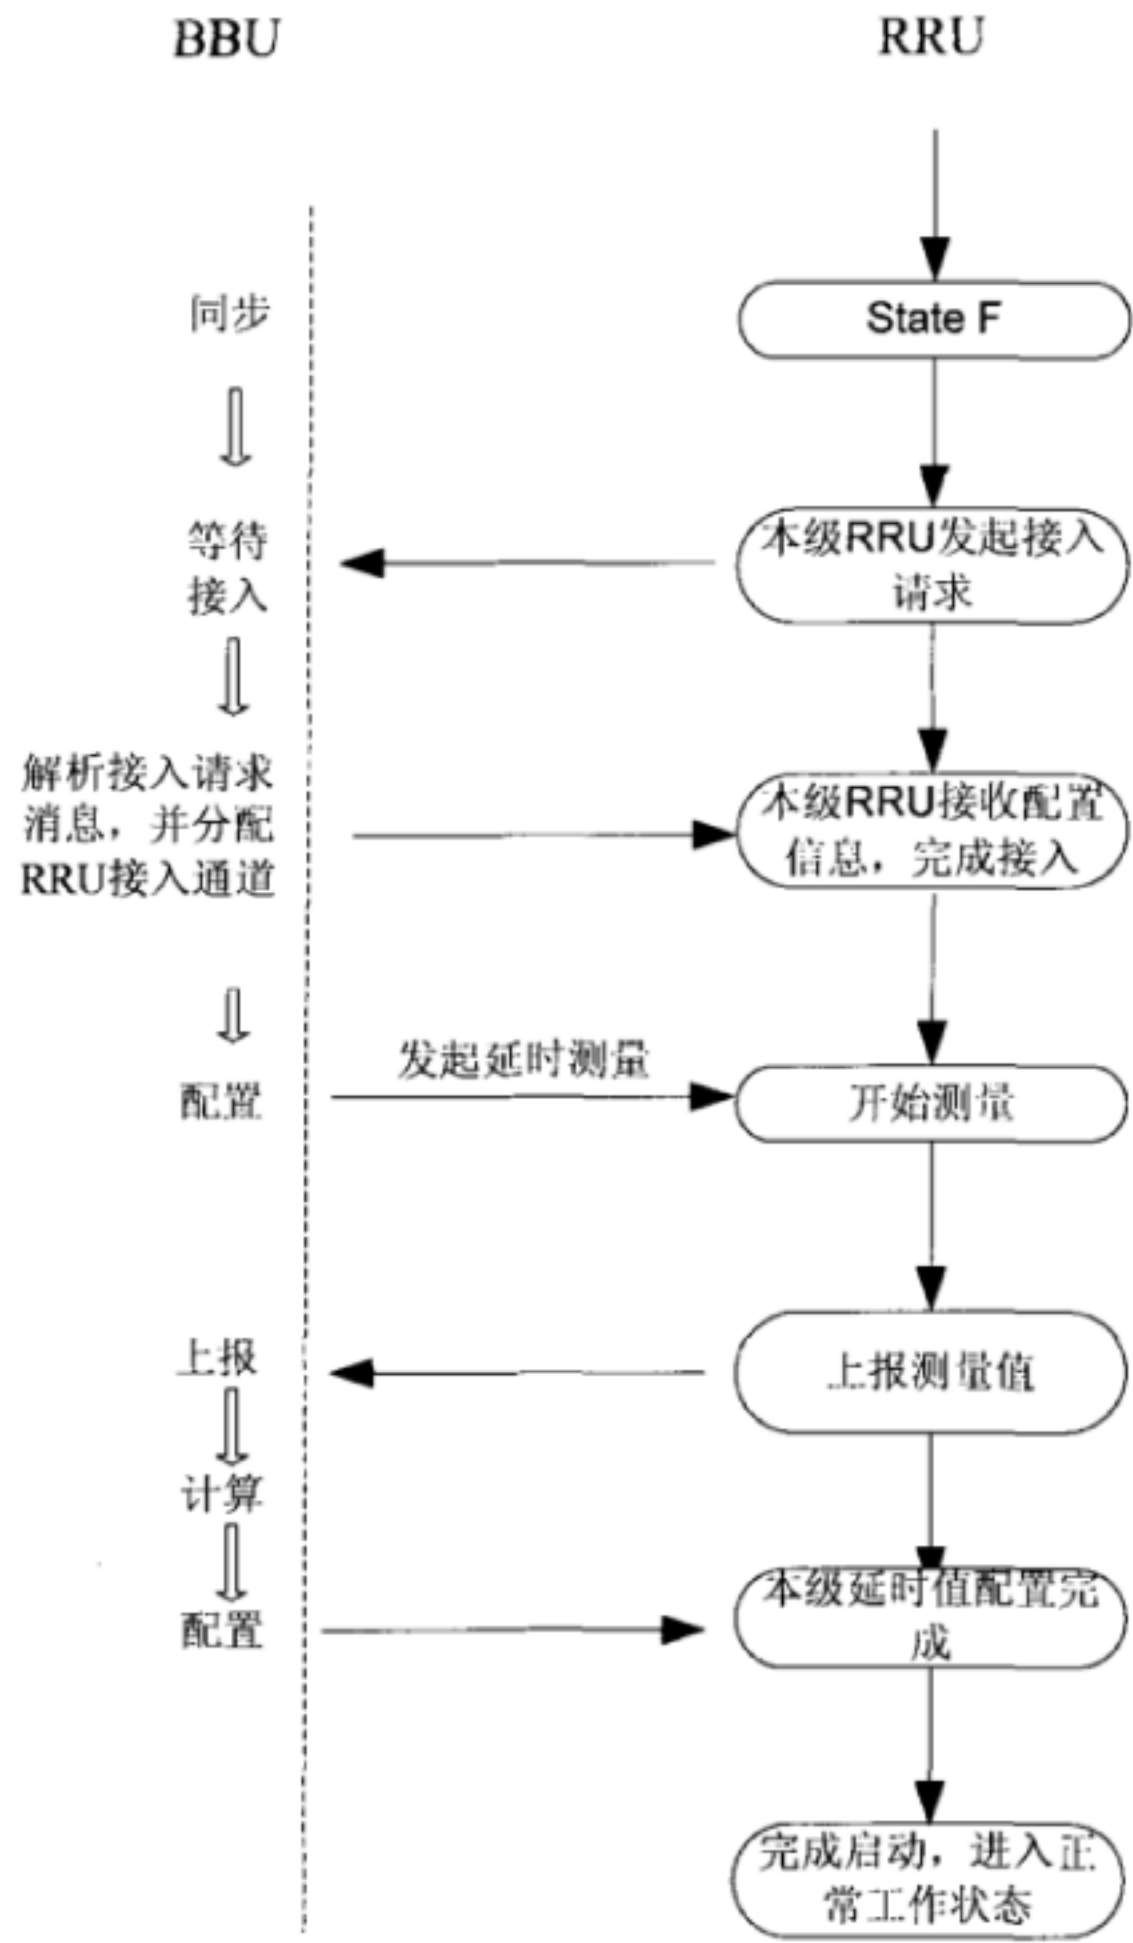 BBU
RRU
同步
State F
等待
接入
本级RRU发起接入
请求
解析接入请求
消息，并分配
RRU接入通道
本级RRU接收配置
信息，完成接入
发起延时测量
配置
开始测量
上报
上报测量值
计算
配置
本级延时值配置完
成
完成启动，进入正
常工作状态